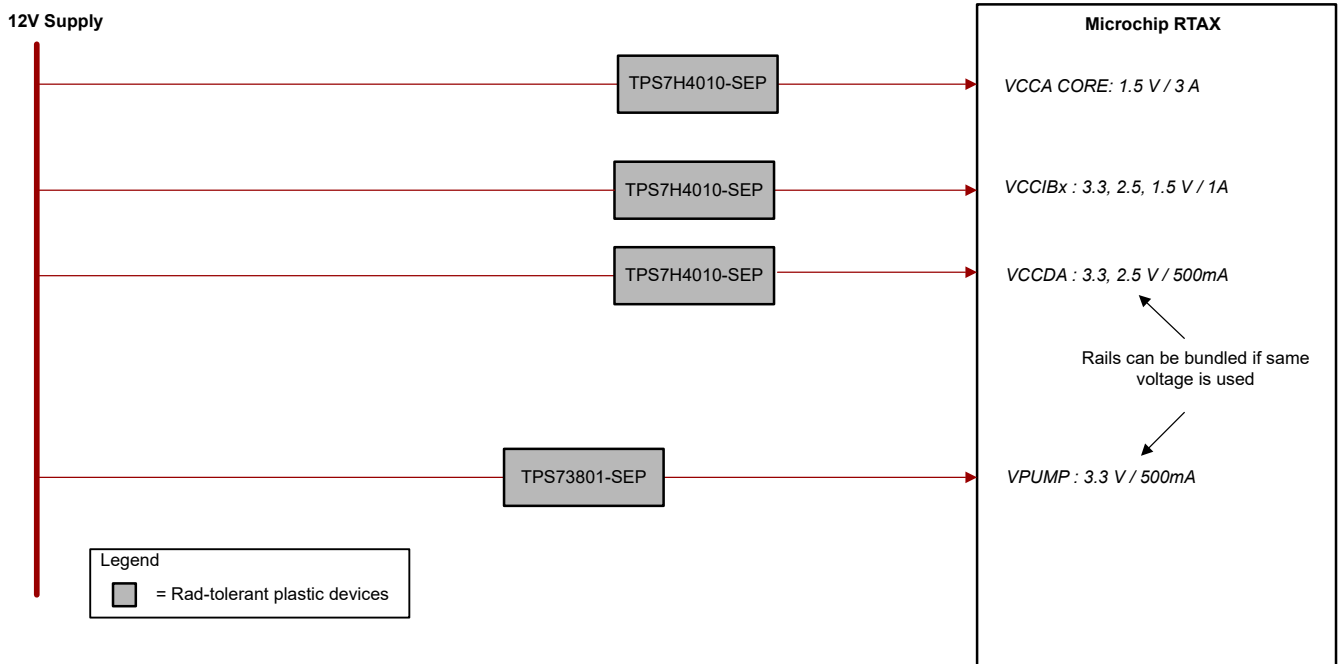 12V Supply
Microchip RTAX
TPS7H4010-SEP
VCCA CORE: 1.5 V / 3 A
TPS7H4010-SEP
VCCIBx : 3.3, 2.5, 1.5 V / 1A
TPS7H4010-SEP
VCCDA : 3.3, 2.5 V / 500mA
Rails can be bundled if same
voltage is used
TPS73801-SEP
VPUMP : 3.3 V / 500mA
Legend
= Rad-tolerant plastic devices